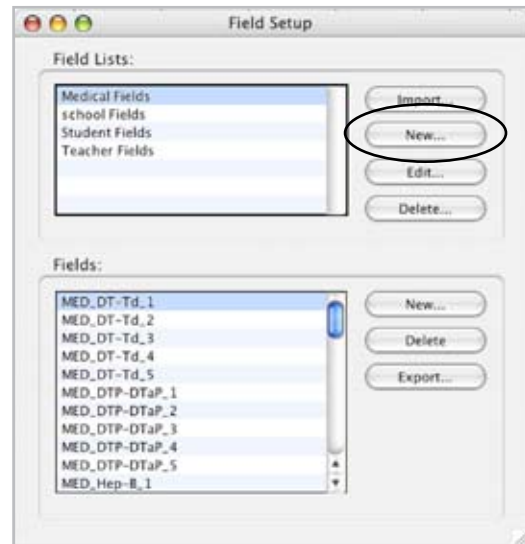 Field Setup
Field Lists:
Medical Fields
school Fields
Student Fields
Teacher Fields
Import...
New...
Edit...
Delete...
Fields:
MED_DT-Td_1
MED_DT-Td_2
MED_DT-Td_3
MED_DT-Td_4
MED_DT-Td_5
MED_DTP-DTaP_1
MED_DTP-DTaP_2
MED_DTP-DTaP_3
MED_DTP-DTaP_4
MED_DTP-DTaP_5
MED_Hep-B_1
New...
Delete
Export...